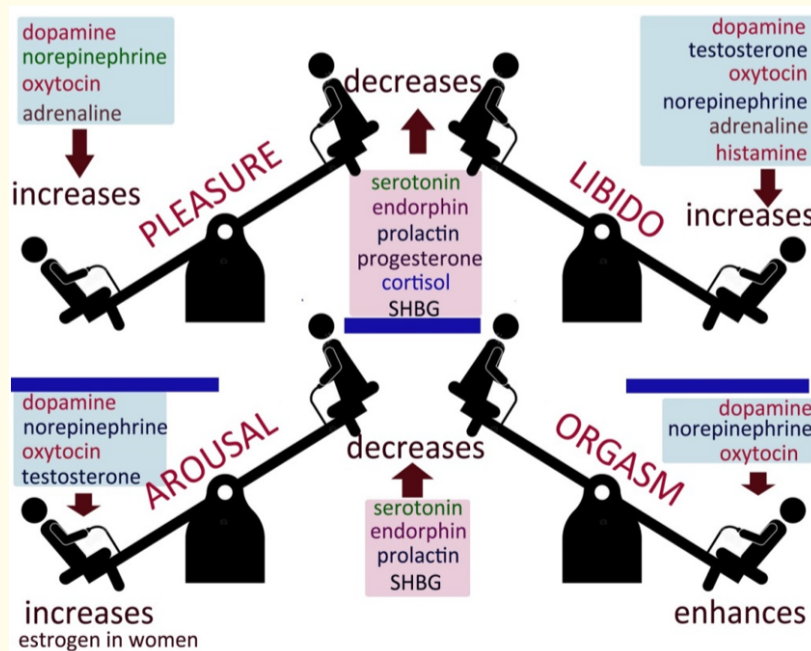 dopamine
norepinephrine
oxytocin
adrenaline
increases
PLEASURE
decreases
serotonin
endorphin
prolactin
progesterone
cortisol
SHBG
dopamine
testosterone
oxytocin
norepinephrine
adrenaline
histamine
increases
LIBIDO
dopamine
norepinephrine
oxytocin
testosterone
increases
estrogen in women
AROUSAL
decreases
serotonin
endorphin
prolactin
SHBG
ORGASM
dopamine
norepinephrine
oxytocin
enhances